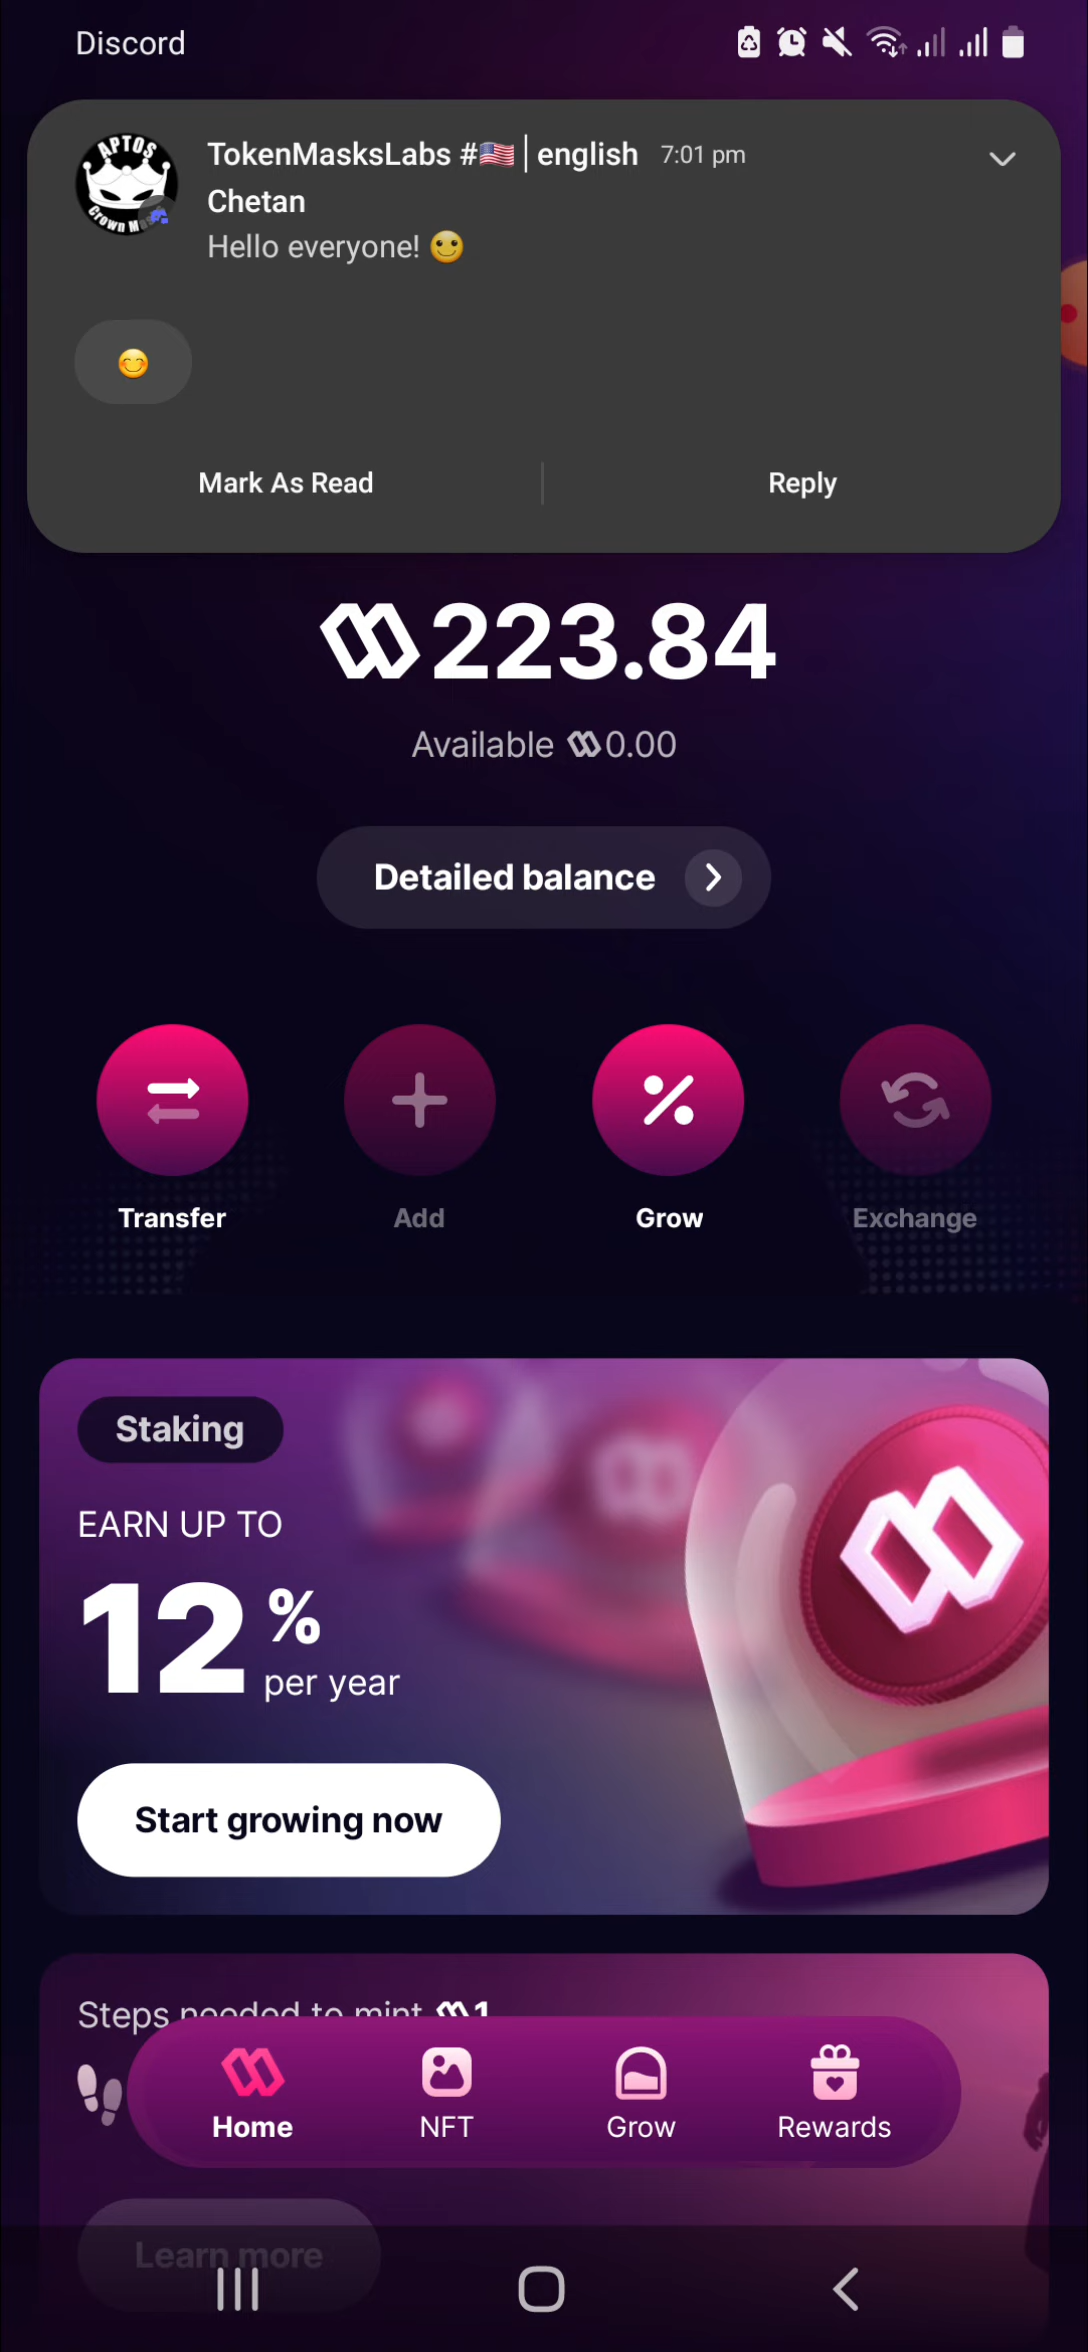 Discord
APTOS
Crown M
TokenMasksLabs #🇺🇸│english 7:01 pm
Chetan
Hello everyone! 🙂
😊
Mark As Read
Reply
223.84
Available 0.00
Detailed balance
Transfer
Add
Grow
Exchange
Staking
EARN UP TO
12%
per year
Start growing now
Steps needed to mint 1
Home
NFT
Grow
Rewards
Learn more